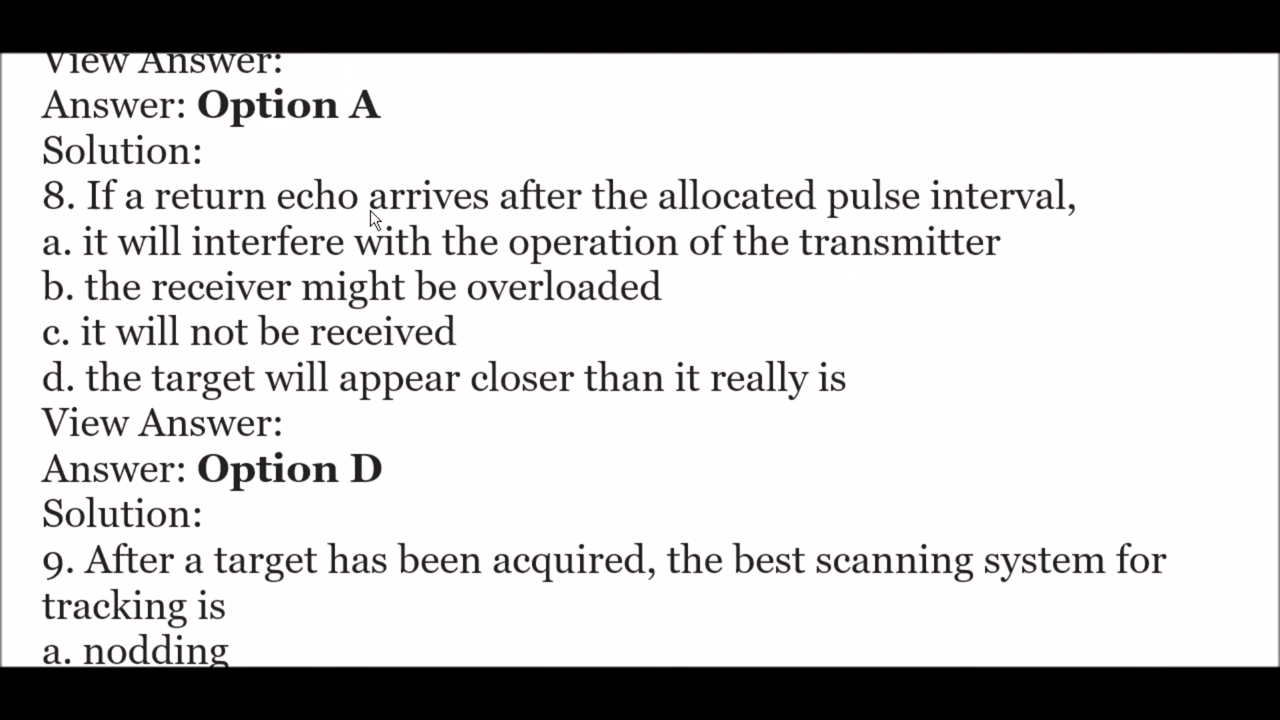 View Answer:
Answer: Option A
Solution:
8. If a return echo arrives after the allocated pulse interval,
a. it will interfere with the operation of the transmitter
b. the receiver might be overloaded
c. it will not be received
d. the target will appear closer than it really is
View Answer:
Answer: Option D
Solution:
9. After a target has been acquired, the best scanning system for
tracking is
a. nodding